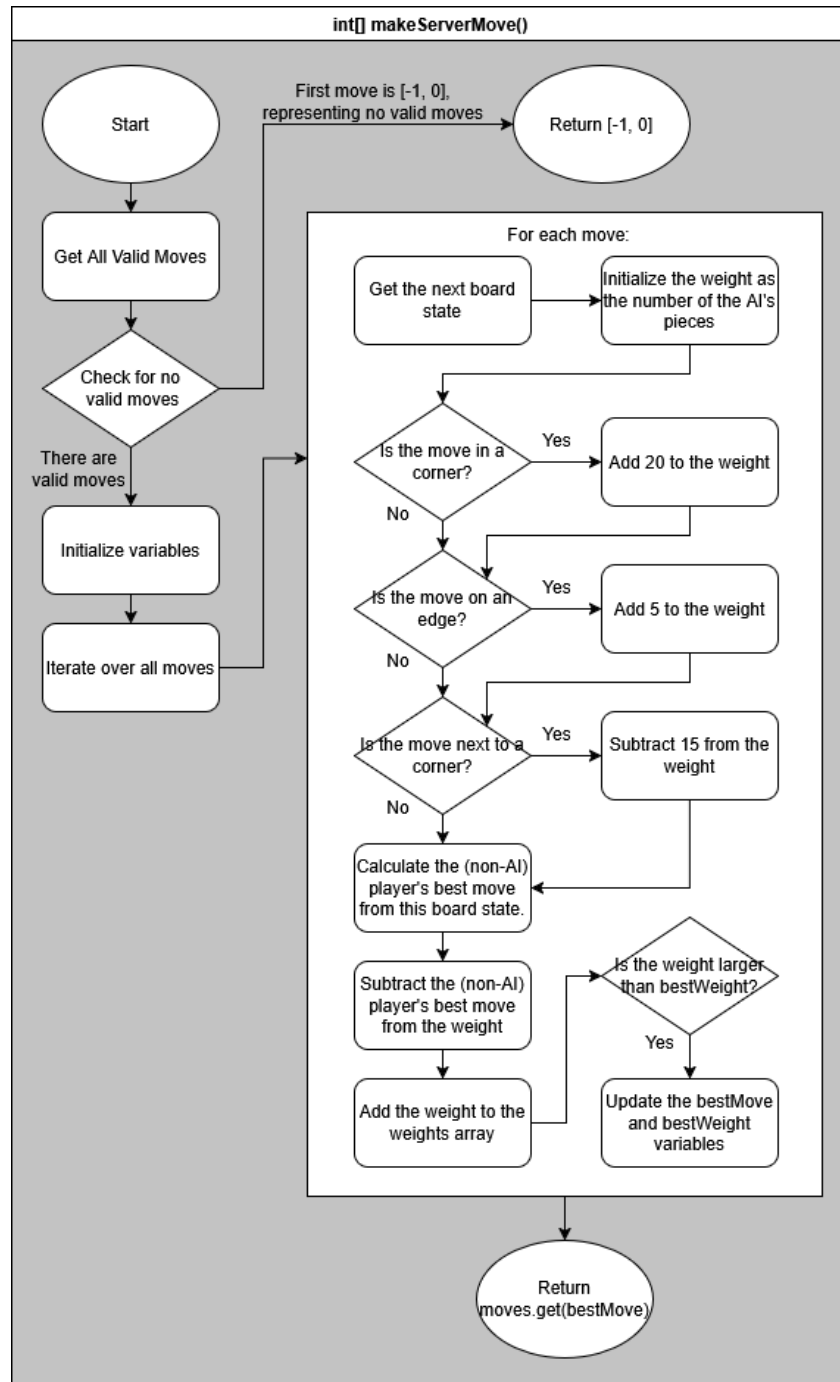 int[] makeServerMove()
Start
First move is [-1, 0],
representing no valid moves
Return [-1, 0]
Get All Valid Moves
Check for no
valid moves
There are
valid moves
Initialize variables
Iterate over all moves
For each move:
Get the next board
state
Initialize the weight as
the number of the AI's
pieces
Is the move in a
corner?
Yes
Add 20 to the weight
No
Is the move on an
edge?
Yes
Add 5 to the weight
No
Is the move next to a
corner?
Yes
Subtract 15 from the
weight
No
Calculate the (non-AI)
player's best move
from this board state.
Subtract the (non-AI)
player's best move
from the weight
Add the weight to the
weights array
Is the weight larger
than bestWeight?
Yes
Update the bestMove
and bestWeight
variables
Return
moves.get(bestMove)